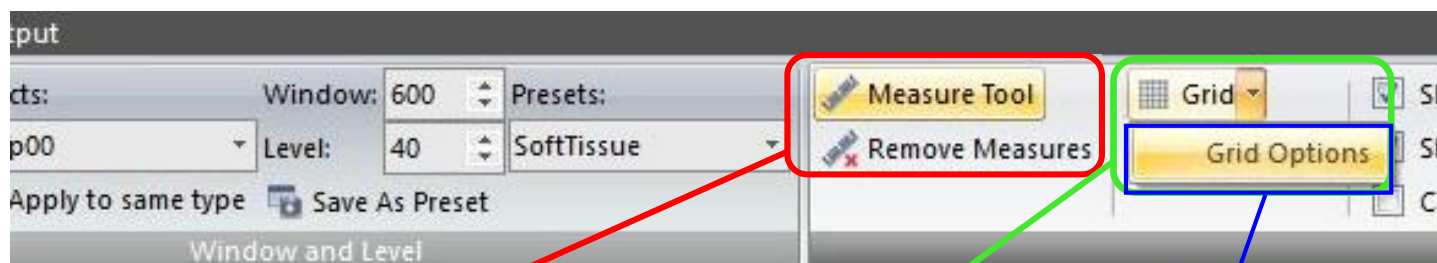 tput
cts: Window: 600 Presets: Measure Tool Grid
p00 Level: 40 SoftTissue Remove Measures Grid Options
Apply to same type Save As Preset
Window and Level